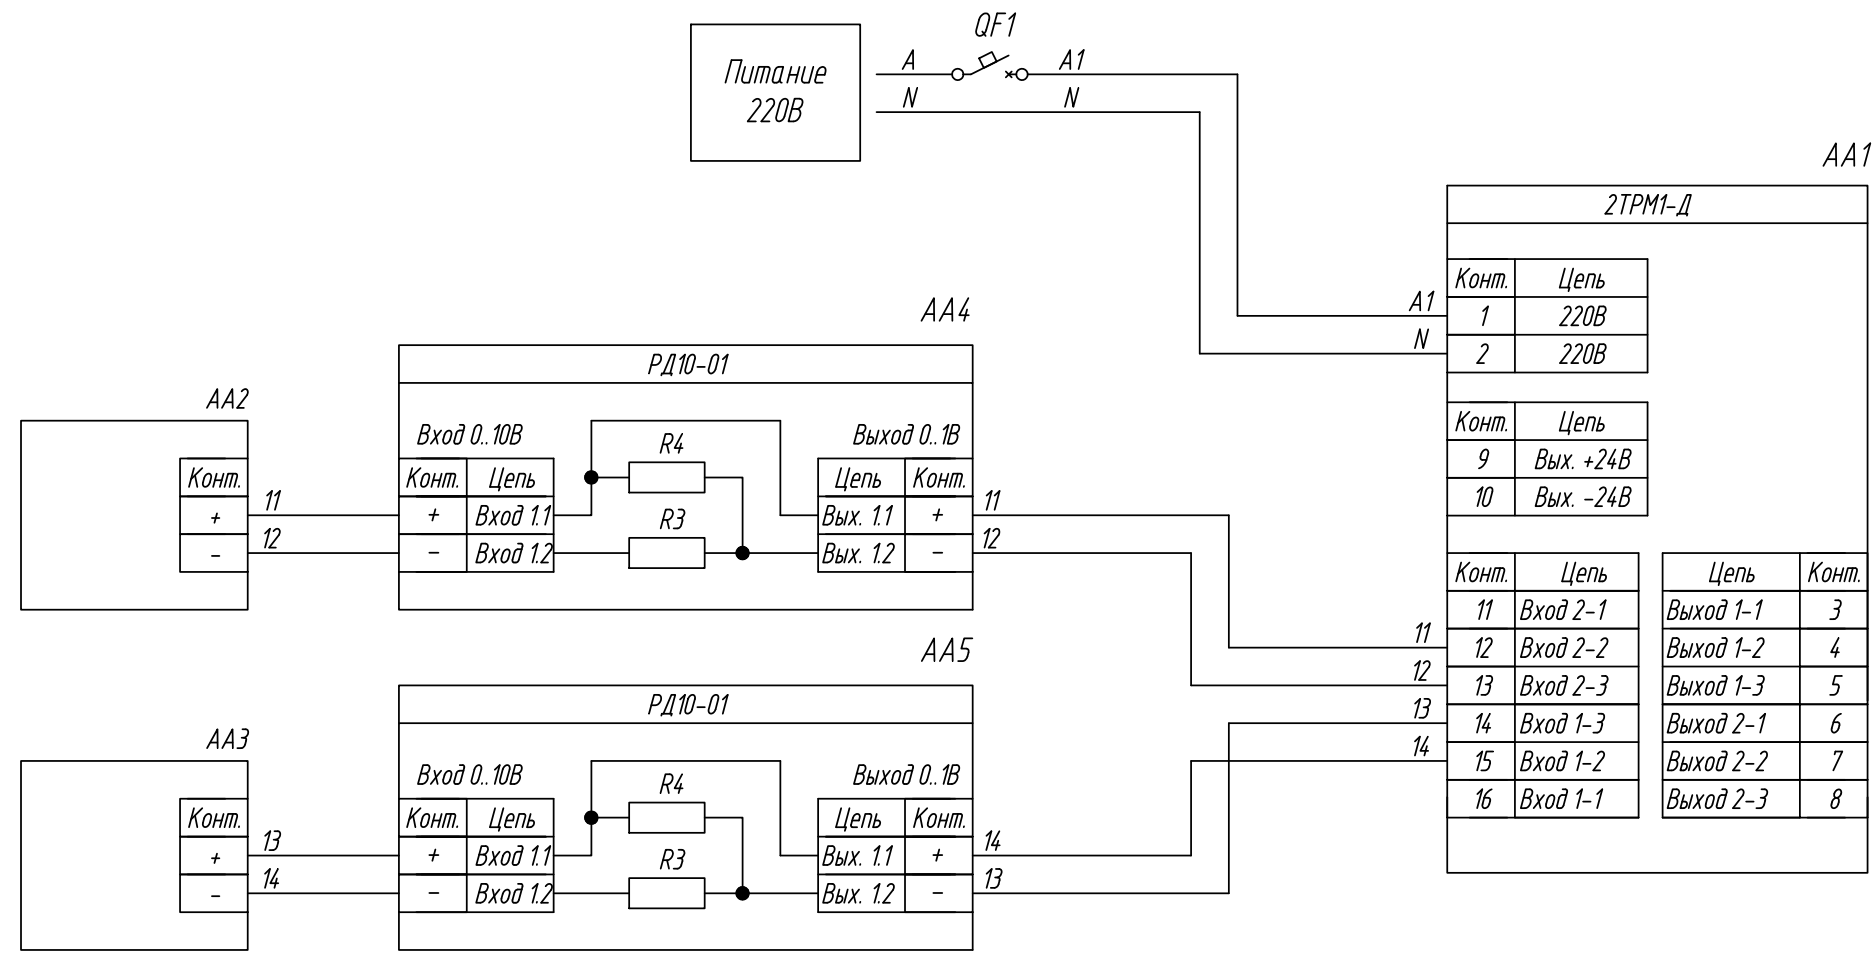 QF1
Питание
220В
А
А1
N
N
АА1
2ТРМ1-Д
Конт. Цепь
А1 1 220В
N 2 220В
Конт. Цепь
9 Вых. +24В
10 Вых. -24В
Конт. Цепь Цепь Конт.
11 Вход 2-1 Выход 1-1 3
11 12 Вход 2-2 Выход 1-2 4
12 13 Вход 2-3 Выход 1-3 5
13 14 Вход 1-3 Выход 2-1 6
14 15 Вход 1-2 Выход 2-2 7
16 Вход 1-1 Выход 2-3 8
АА4
РД10-01
АА2
Вход 0..10В R4 Выход 0..1В
Конт. Конт. Цепь Цепь Конт.
+ 11 + Вход 1.1 R3 Вых. 1.1 + 11
- 12 - Вход 1.2 Вых. 1.2 - 12
АА5
РД10-01
АА3
Вход 0..10В R4 Выход 0..1В
Конт. Конт. Цепь Цепь Конт.
+ 13 + Вход 1.1 R3 Вых. 1.1 + 14
- 14 - Вход 1.2 Вых. 1.2 - 13